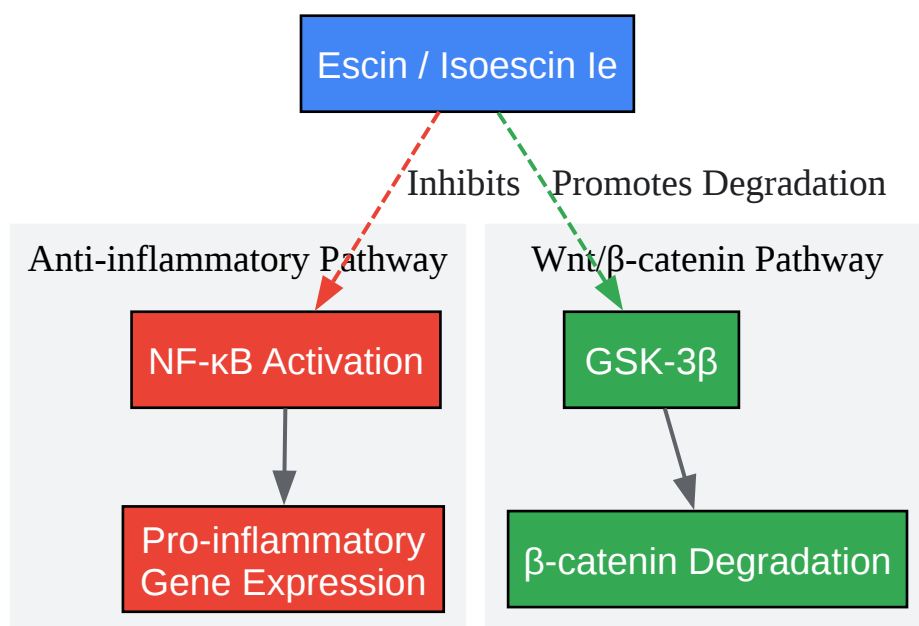 Escin / Isoescin Ie
Inhibits
Promotes Degradation
Anti-inflammatory Pathway
Wnt/β-catenin Pathway
NF-κB Activation
GSK-3β
Pro-inflammatory
Gene Expression
β-catenin Degradation